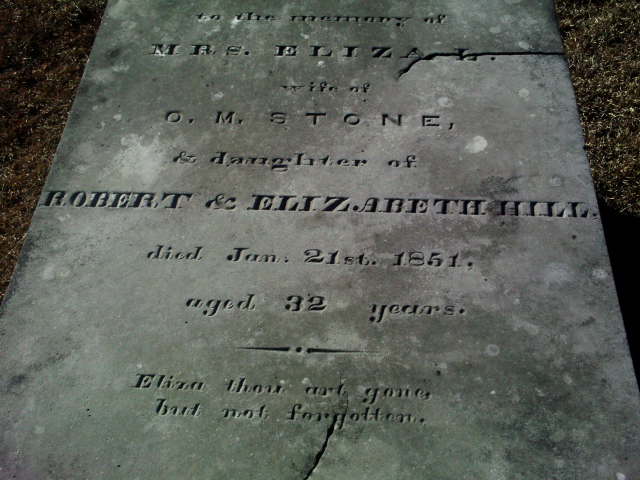 to the memory of
MRS. ELIZA L.
wife of
O. M. STONE,
& daughter of
ROBERT & ELIZABETH HILL.
died Jan. 21st. 1851,
aged 32 years.
Eliza thou art gone,
but not forgotten.